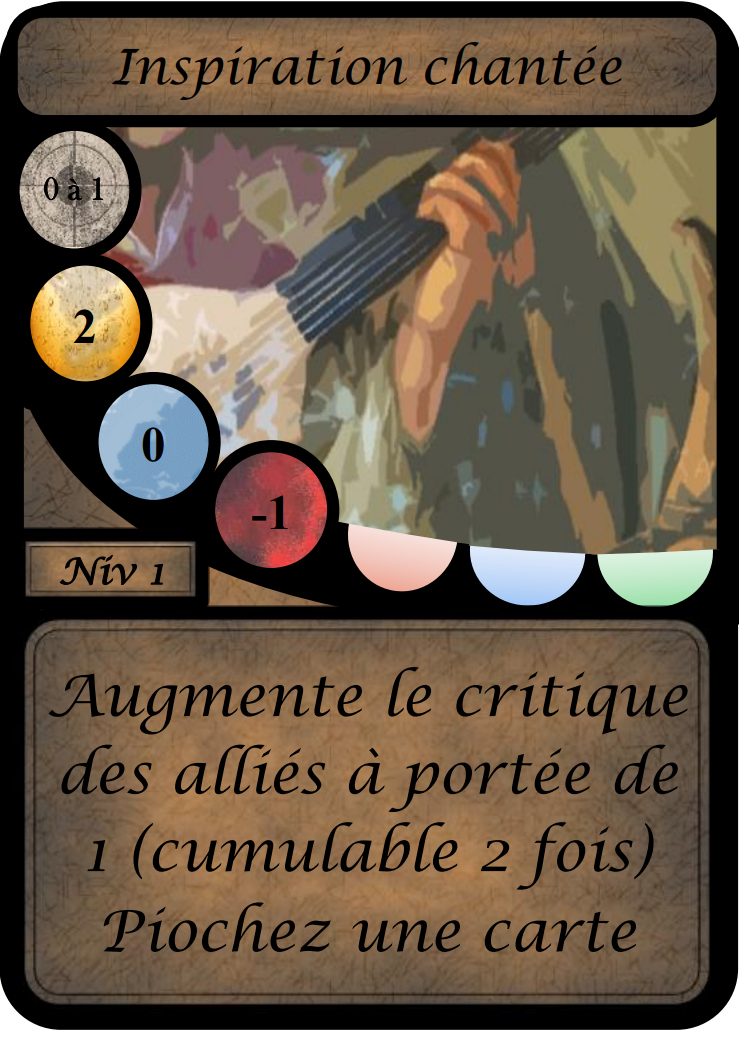 Inspiration chantée
0 à 1
2
0
-1
Niv 1
Augmente le critique
des alliés à portée de
1 (cumulable 2 fois)
Piochez une carte